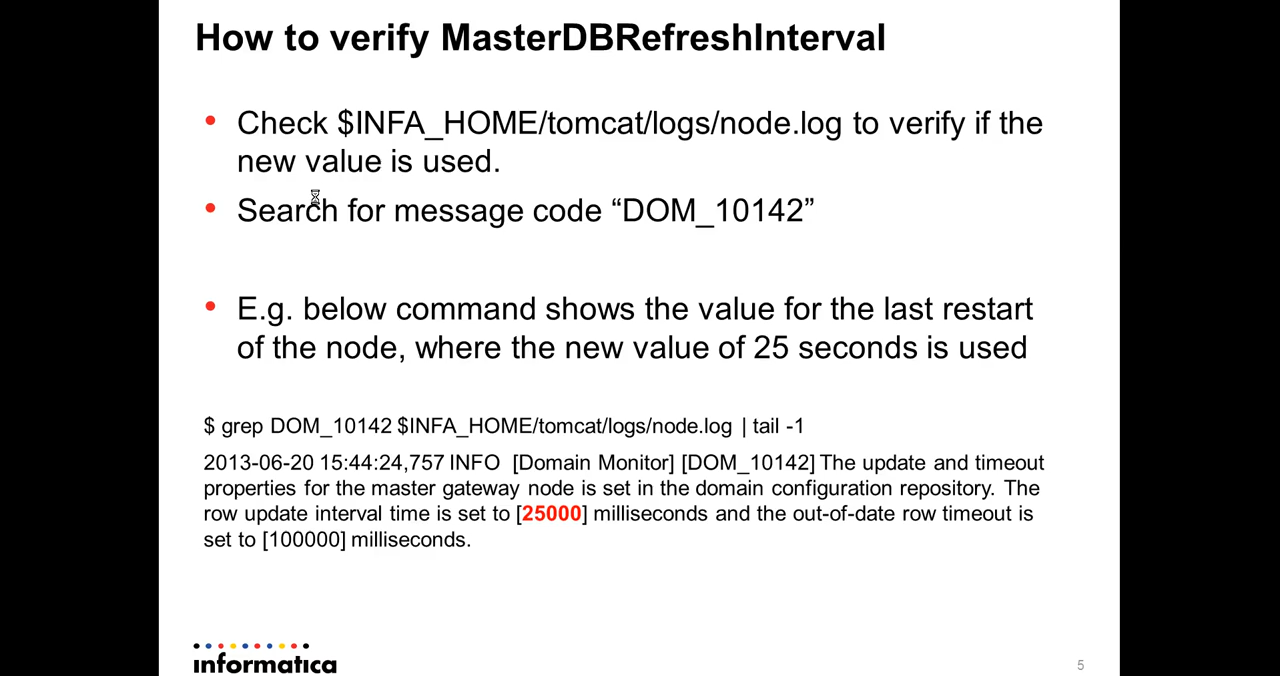 How to verify MasterDBRefreshInterval
• Check $INFA_HOME/tomcat/logs/node.log to verify if the
new value is used.
• Search for message code “DOM_10142”
• E.g. below command shows the value for the last restart
of the node, where the new value of 25 seconds is used
$ grep DOM_10142 $INFA_HOME/tomcat/logs/node.log | tail -1
2013-06-20 15:44:24,757 INFO [Domain Monitor] [DOM_10142] The update and timeout
properties for the master gateway node is set in the domain configuration repository. The
row update interval time is set to [25000] milliseconds and the out-of-date row timeout is
set to [100000] milliseconds.
informatica
5